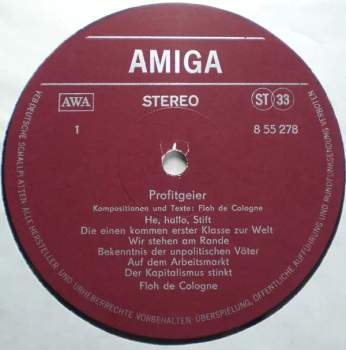 AMIGA
AWA
STEREO
ST 33
1
8 55 278
Profitgeier
Kompositionen und Texte: Floh de Cologne
He, hallo, Stift
Die einen kommen erster Klasse zur Welt
Wir stehen am Rande
Bekenntnis der unpolitischen Väter
Auf dem Arbeitsmarkt
Der Kapitalismus stinkt
Floh de Cologne
VEB DEUTSCHE SCHALLPLATTEN ALLE HERSTELLER- UND URHEBERRECHTE VORBEHALTEN: ÜBERSPIELUNG, ÖFFENTLICHE AUFFÜHRUNG UND RUNDFUNKSENDUNG VERBOTEN